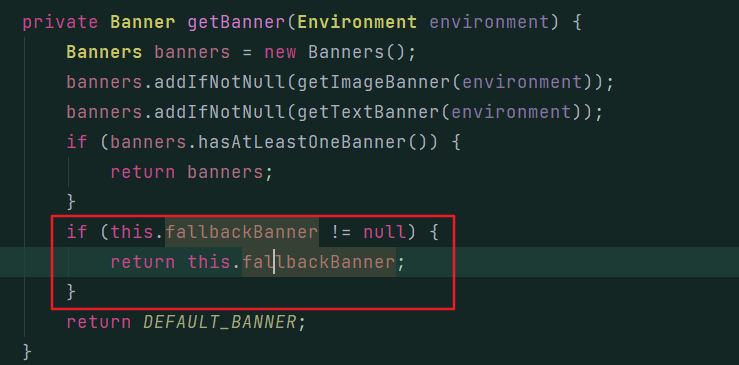 private Banner getBanner(Environment environment) {
    Banners banners = new Banners();
    banners.addIfNotNull(getImageBanner(environment));
    banners.addIfNotNull(getTextBanner(environment));
    if (banners.hasAtLeastOneBanner()) {
        return banners;
    }
    if (this.fallbackBanner != null) {
        return this.fallbackBanner;
    }
    return DEFAULT_BANNER;
}